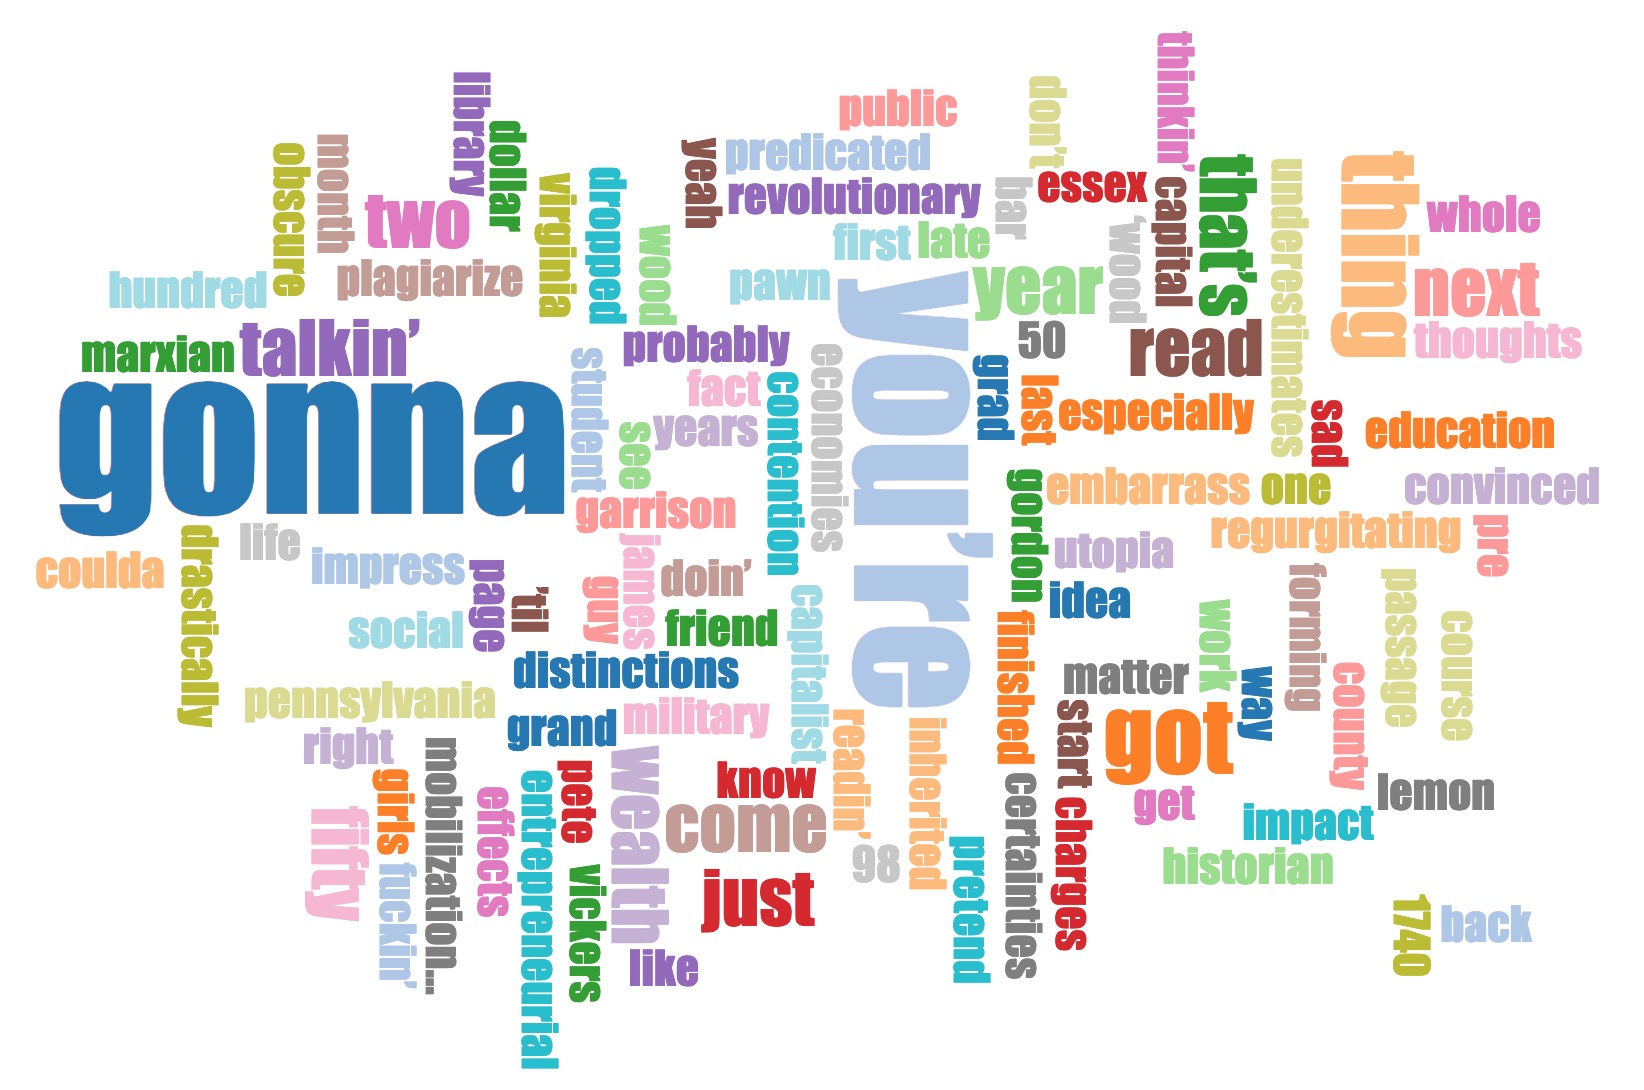 thinkin'
library
don't
public
dollar
month
obscure
yeah
predicated
thing
that's
underestimates
dropped
virginia
essex
revolutionary
bar
capital
two
whole
'wood
wood
first
late
plagiarize
hundred
pawn
year
next
your're
talkin'
probably
50
read
thoughts
marxian
student
economies
grad
fact
contention
last
gonna
years
see
especially
sad
education
gordon
embarrass
one
convinced
garrison
regurgitating
pre
drastically
life
james
utopia
coulda
impress
page
'til
guy
doin'
idea
forming
passage
capitalist
work
course
social
friend
finished
distinctions
matter
way
county
pennsylvania
grand
military
start
got
right
readin'
inherited
mobilization...
wealth
pete
know
girls
entrepreneurial
certainties
lemon
effects
get
charges
fifty
come
impact
pretend
98
historian
fuckin'
vickers
just
1740
back
like